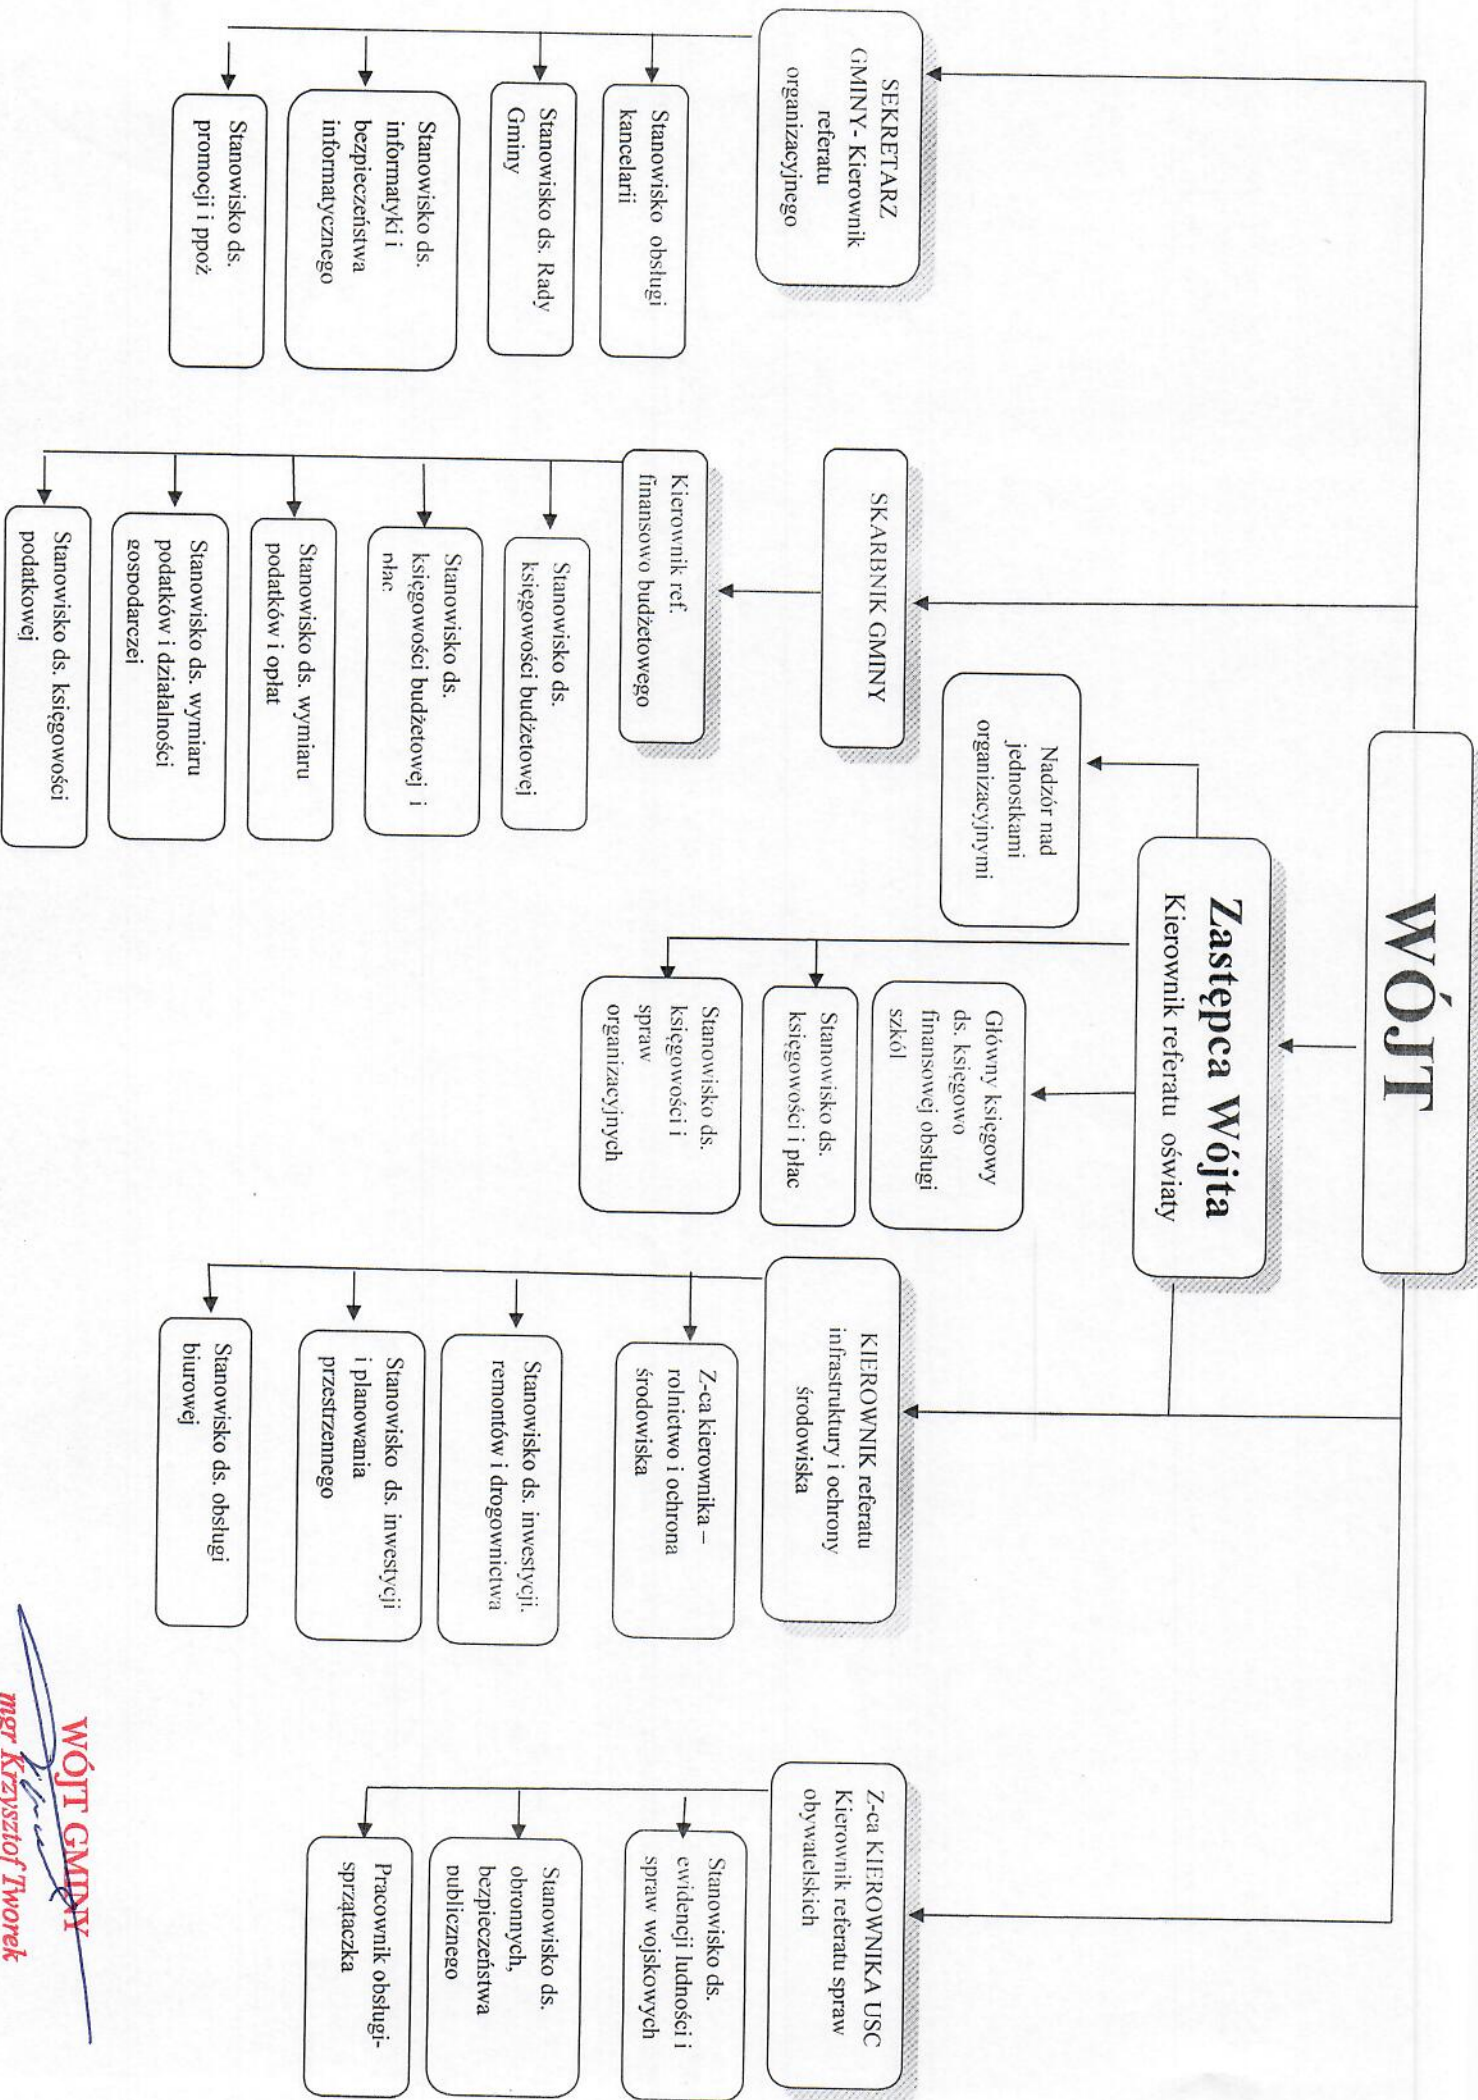 WÓJT
Zastępca Wójta
Kierownik referatu oświaty
Nadzór nad
jednostkami
organizacyjnymi
SEKRETARZ
GMINY- Kierownik
referatu
organizacyjnego
Stanowisko obsługi
kancelarii
Stanowisko ds. Rady
Gminy
Stanowisko ds.
informatyki i
bezpieczeństwa
informatycznego
Stanowisko ds.
promocji i ppoż
SKARBNIK GMINY
Kierownik ref.
finansowo budżetowego
Stanowisko ds.
księgowości budżetowej
Stanowisko ds.
księgowości budżetowej i
płac
Stanowisko ds. wymiaru
podatków i opłat
Stanowisko ds. wymiaru
podatków i działalności
gospodarczej
Stanowisko ds. księgowości
podatkowej
Główny księgowy
ds. księgowo
finansowej obsługi
szkół
Stanowisko ds.
księgowości i płac
Stanowisko ds.
księgowości i
spraw
organizacyjnych
KIEROWNIK referatu
infrastruktury i ochrony
środowiska
Z-ca kierownika –
rolnictwo i ochrona
środowiska
Stanowisko ds. inwestycji.
remontów i drogownictwa
Stanowisko ds. inwestycji
i planowania
przestrzennego
Stanowisko ds. obsługi
biurowej
Z-ca KIEROWNIKA USC
Kierownik referatu spraw
obywatelskich
Stanowisko ds.
ewidencji ludności i
spraw wojskowych
Stanowisko ds.
obronnych,
bezpieczeństwa
publicznego
Pracownik obsługi-
sprzątaczka
WÓJT GMINY
mgr Krzysztof Tworek